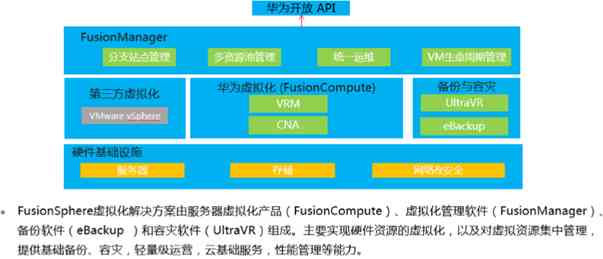 华为开放 API
FusionManager
分支站点管理 多资源池管理 统一运维 VM生命周期管理
第三方虚拟化 华为虚拟化 (FusionCompute) 备份与容灾
VMware vSphere VRM UltraVR
CNA eBackup
硬件基础设施
服务器 存储 网络及安全
• FusionSphere虚拟化解决方案由服务器虚拟化产品（FusionCompute）、虚拟化管理软件（FusionManager）、
备份软件（eBackup ）和容灾软件（UltraVR）组成。主要实现硬件资源的虚拟化，以及对虚拟资源集中管理，
提供基础备份、容灾，轻量级运营，云基础服务，性能管理等能力。